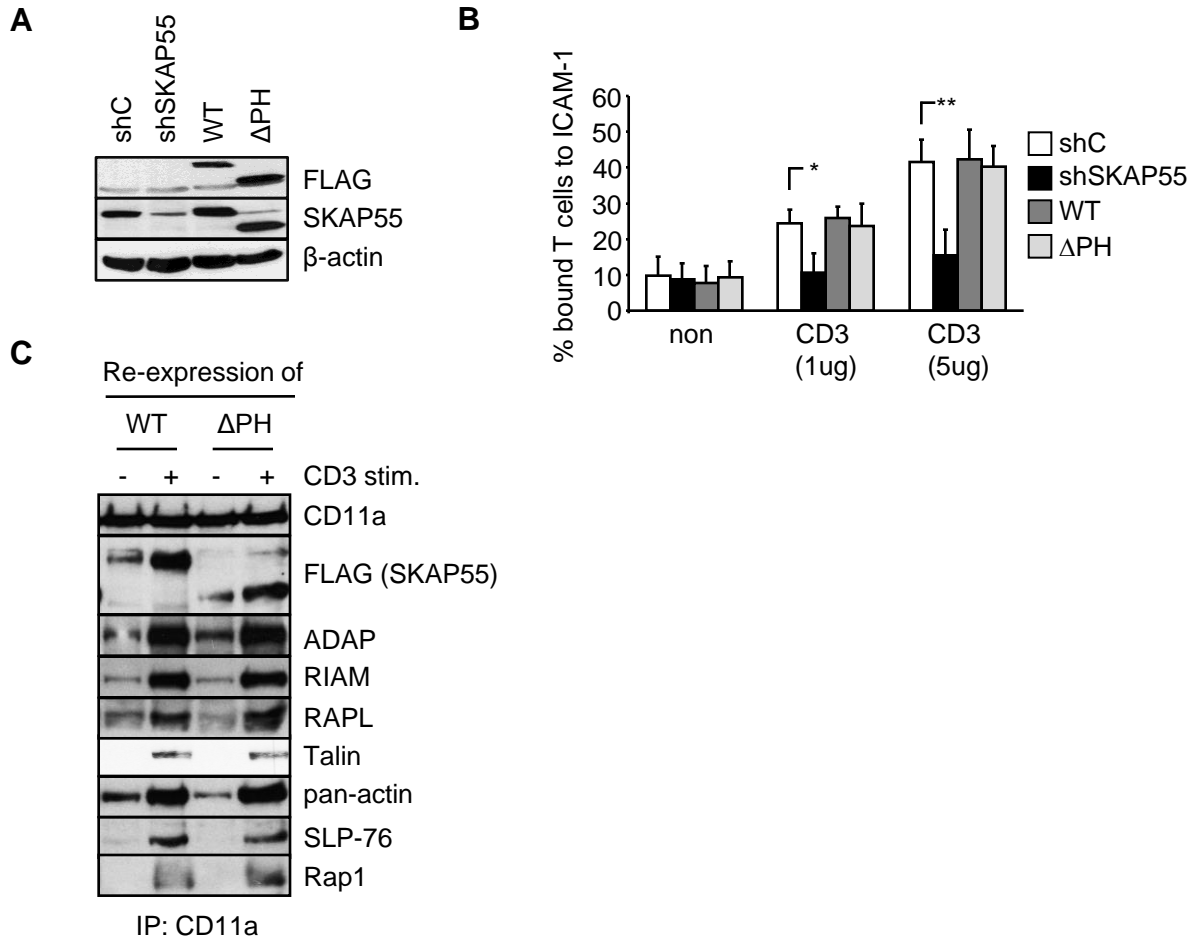 A
shC
shSKAP55
WT
ΔPH
FLAG
SKAP55
β-actin
B
% bound T cells to ICAM-1
60
50
40
30
20
10
0
*
**
non
CD3
(1ug)
CD3
(5ug)
shC
shSKAP55
WT
ΔPH
C
Re-expression of
WT ΔPH
- + - + CD3 stim.
CD11a
FLAG (SKAP55)
ADAP
RIAM
RAPL
Talin
pan-actin
SLP-76
Rap1
IP: CD11a